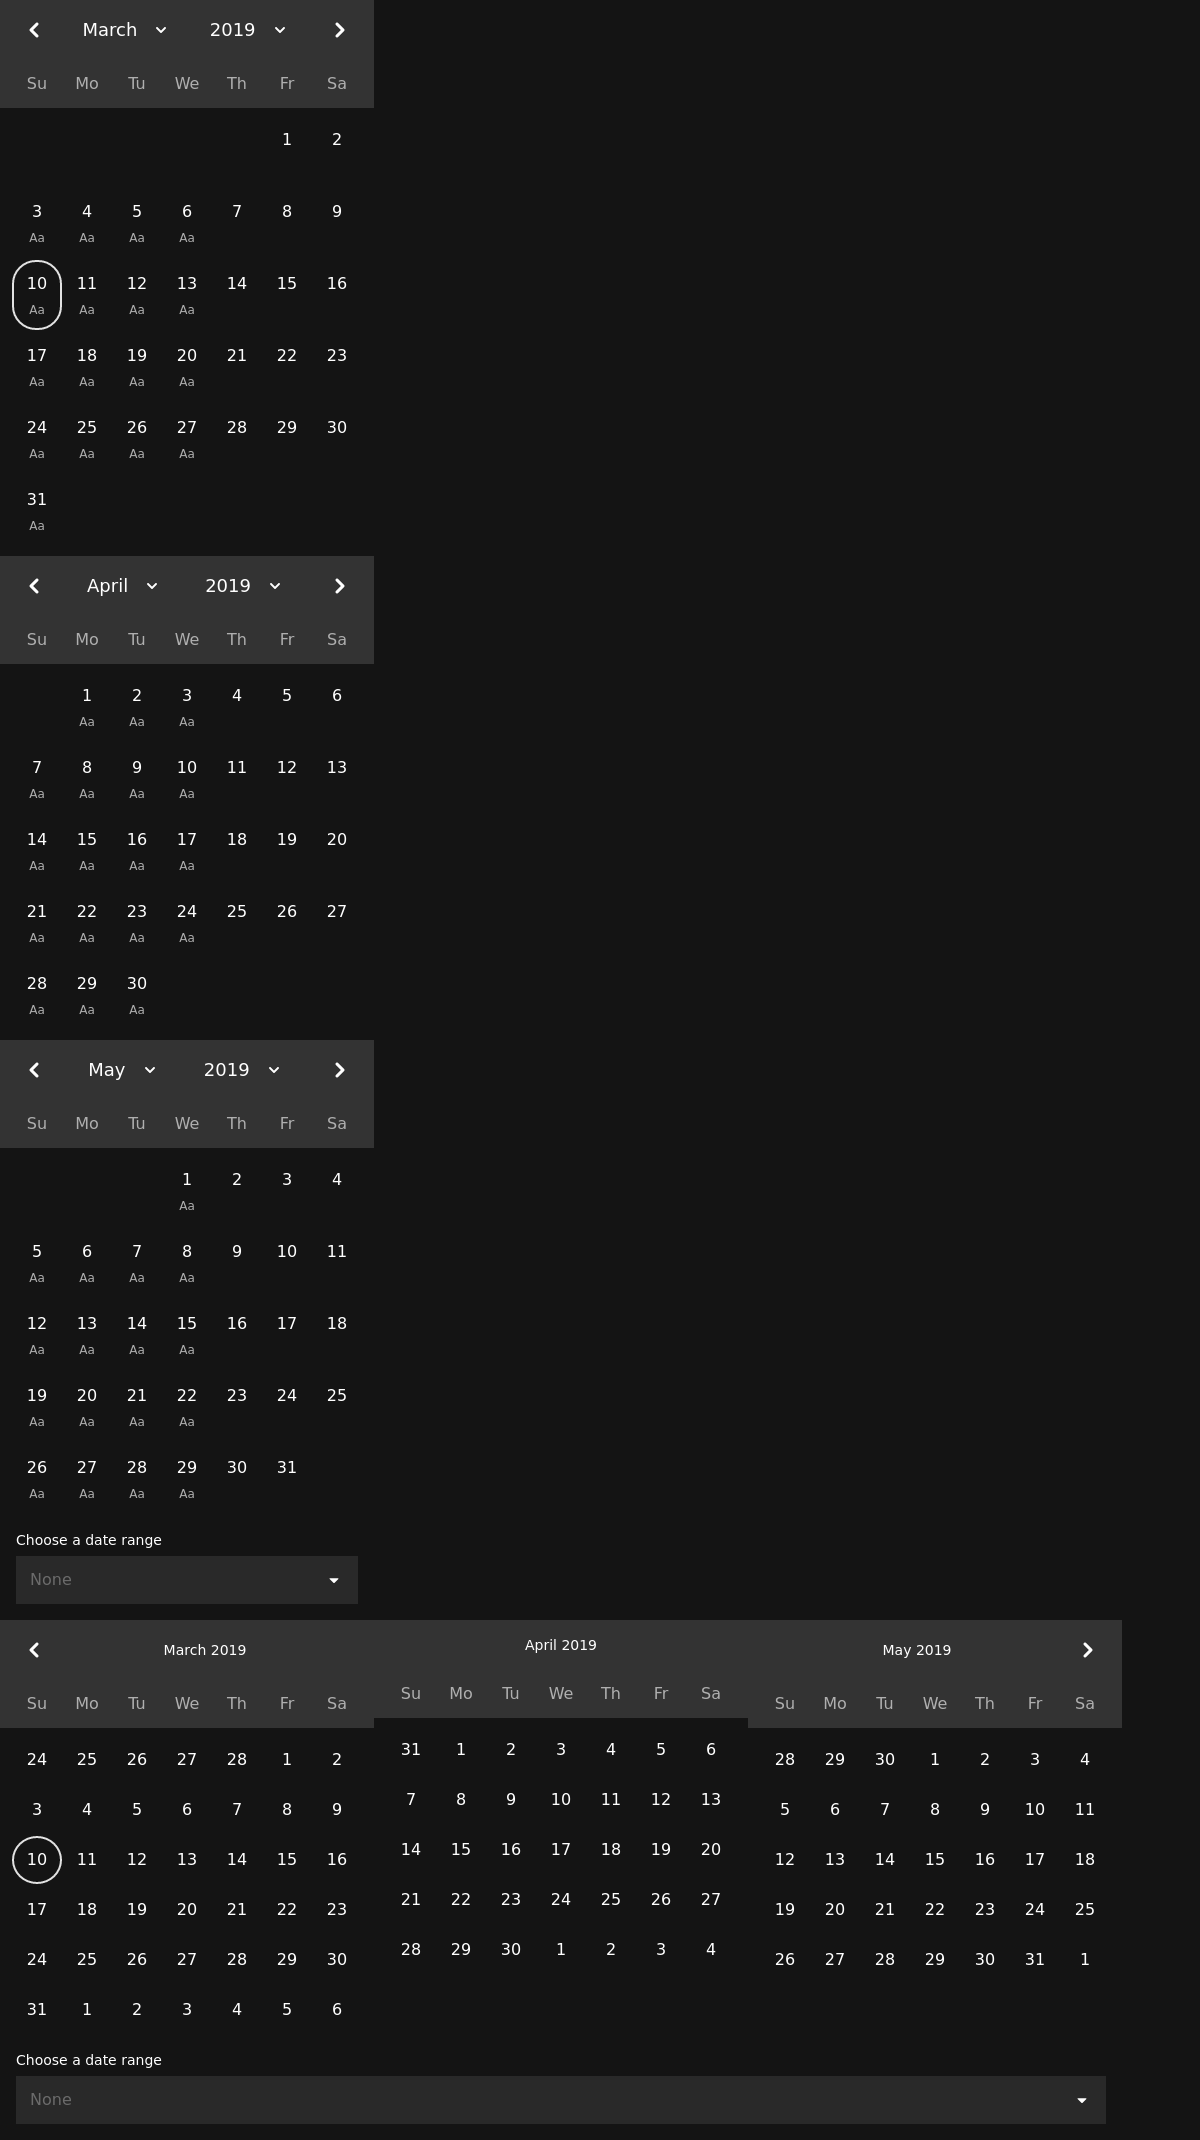 March 2019
Su Mo Tu We Th Fr Sa
1 2
3 4 5 6 7 8 9
Aa Aa Aa Aa
10 11 12 13 14 15 16
Aa Aa Aa Aa
17 18 19 20 21 22 23
Aa Aa Aa Aa
24 25 26 27 28 29 30
Aa Aa Aa Aa
31
Aa
April 2019
Su Mo Tu We Th Fr Sa
1 2 3 4 5 6
Aa Aa Aa
7 8 9 10 11 12 13
Aa Aa Aa Aa
14 15 16 17 18 19 20
Aa Aa Aa Aa
21 22 23 24 25 26 27
Aa Aa Aa Aa
28 29 30
Aa Aa Aa
May 2019
Su Mo Tu We Th Fr Sa
1 2 3 4
Aa
5 6 7 8 9 10 11
Aa Aa Aa Aa
12 13 14 15 16 17 18
Aa Aa Aa Aa
19 20 21 22 23 24 25
Aa Aa Aa Aa
26 27 28 29 30 31
Aa Aa Aa Aa
Choose a date range
None
March 2019
Su Mo Tu We Th Fr Sa
24 25 26 27 28 1 2
3 4 5 6 7 8 9
10 11 12 13 14 15 16
17 18 19 20 21 22 23
24 25 26 27 28 29 30
31 1 2 3 4 5 6
April 2019
Su Mo Tu We Th Fr Sa
31 1 2 3 4 5 6
7 8 9 10 11 12 13
14 15 16 17 18 19 20
21 22 23 24 25 26 27
28 29 30 1 2 3 4
May 2019
Su Mo Tu We Th Fr Sa
28 29 30 1 2 3 4
5 6 7 8 9 10 11
12 13 14 15 16 17 18
19 20 21 22 23 24 25
26 27 28 29 30 31 1
Choose a date range
None